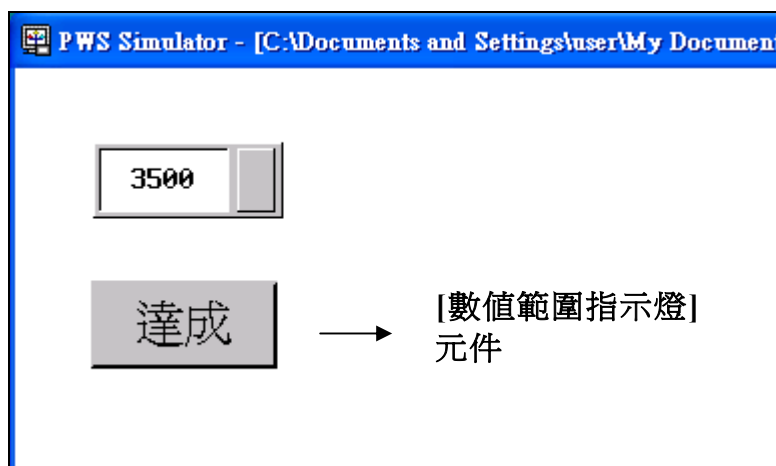 PWS Simulator - [C:\Documents and Settings\user\My Document
3500
達成
[數值範圍指示燈]
元件